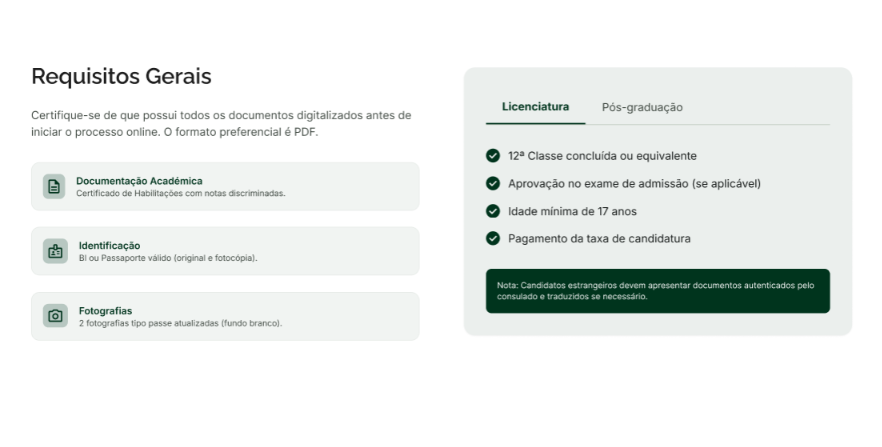 Requisitos Gerais
Certifique-se de que possui todos os documentos digitalizados antes de
iniciar o processo online. O formato preferencial é PDF.
Documentação Académica
Certificado de Habilitações com notas discriminadas.
Identificação
BI ou Passaporte válido (original e fotocópia).
Fotografias
2 fotografias tipo passe atualizadas (fundo branco).
Licenciatura
Pós-graduação
12ª Classe concluída ou equivalente
Aprovação no exame de admissão (se aplicável)
Idade mínima de 17 anos
Pagamento da taxa de candidatura
Nota: Candidatos estrangeiros devem apresentar documentos autenticados pelo
consulado e traduzidos se necessário.